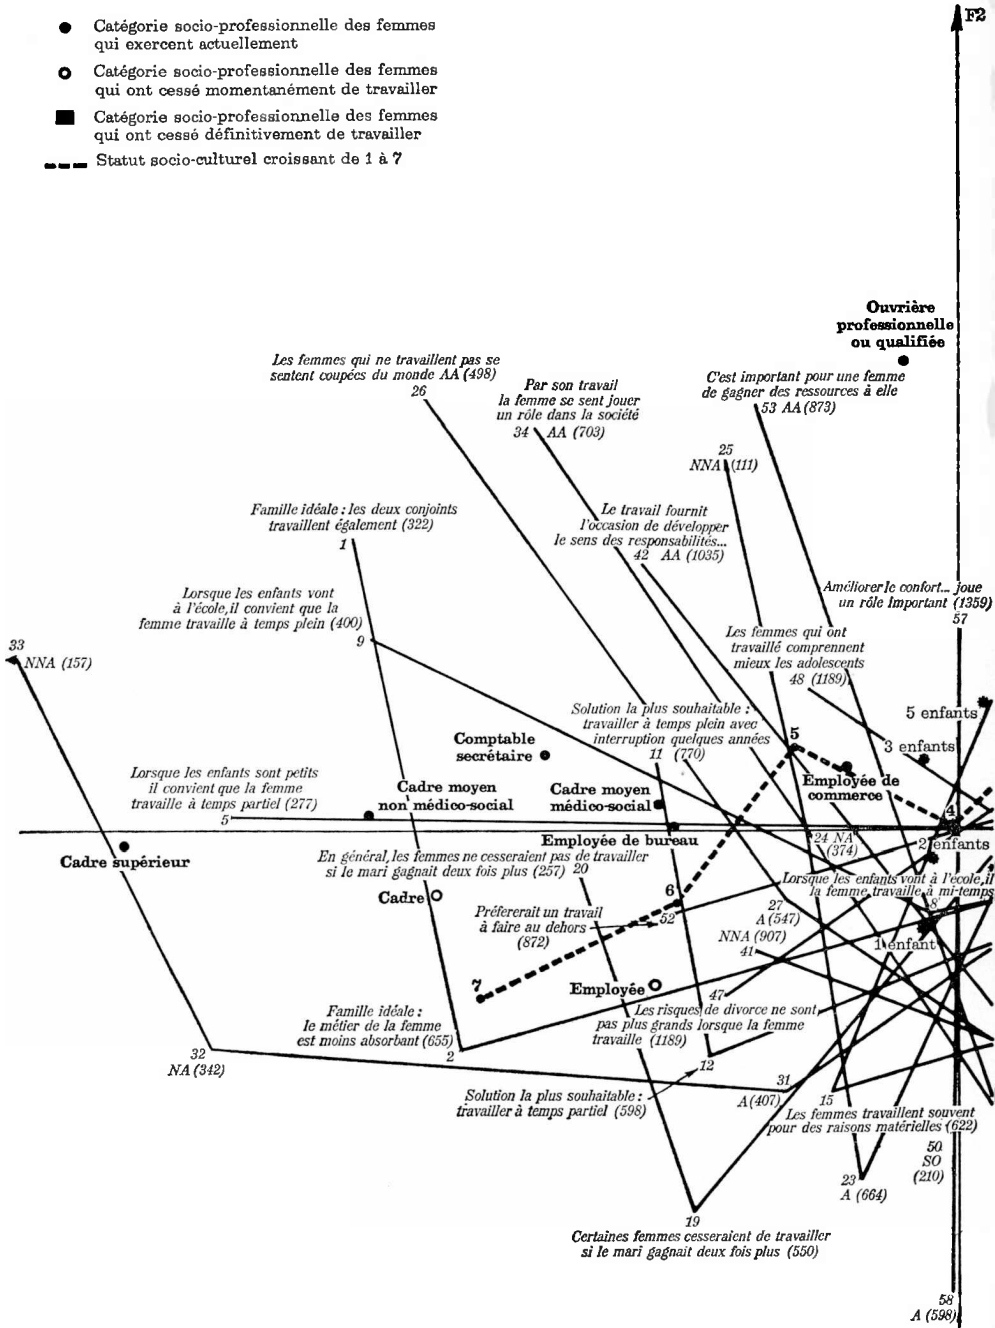 Catégorie socio-professionnelle des femmes
qui exercent actuellement
Catégorie socio-professionnelle des femmes
qui ont cessé momentanément de travailler
Catégorie socio-professionnelle des femmes
qui ont cessé définitivement de travailler
Statut socio-culturel croissant de 1 à 7
F2
Ouvrière
professionnelle
ou qualifiée
Les femmes qui ne travaillent pas se
sentent coupées du monde AA (498)
26
Par son travail
la femme se sent jouer
un rôle dans la société
34 AA (703)
C'est important pour une femme
de gagner des ressources à elle
53 AA (873)
25
NNA (111)
Famille idéale : les deux conjoints
travaillent également (322)
1
Le travail fournit
l'occasion de développer
le sens des responsabilités...
42 AA (1035)
Lorsque les enfants vont
à l'école, il convient que la
femme travaille à temps plein (400)
9
Améliorer le confort... joue
un rôle important (1359)
57
33
NNA (157)
Les femmes qui ont
travaillé comprennent
mieux les adolescents
48 (1189)
Solution la plus souhaitable :
travailler à temps plein avec
interruption quelques années
11 (770)
5
5 enfants
3 enfants
Comptable
secrétaire
Lorsque les enfants sont petits
il convient que la femme
travaille à temps partiel (277)
5
Cadre moyen
non médico-social
Cadre moyen
médico-social
Employée de
commerce
4
Employée de bureau
24 NA
(374)
2 enfants
Cadre supérieur
En général, les femmes ne cesseraient pas de travailler
si le mari gagnait deux fois plus (257) 20
Lorsque les enfants vont à l'école, il
la femme travaille à mi-temps
8
Cadre
6
Préfererait un travail
à faire au dehors
(872)
52
27
A (547)
NNA (907)
41
1 enfant
7
Employée
47
Les risques de divorce ne sont
pas plus grands lorsque la femme
travaille (1189)
Famille idéale :
le métier de la femme
est moins absorbant (655)
2
32
NA (342)
12
Solution la plus souhaitable :
travailler à temps partiel (598)
31
A (407)
15
Les femmes travaillent souvent
pour des raisons matérielles (622)
50
SO
(210)
23
A (664)
19
Certaines femmes cesseraient de travailler
si le mari gagnait deux fois plus (550)
58
A (598)